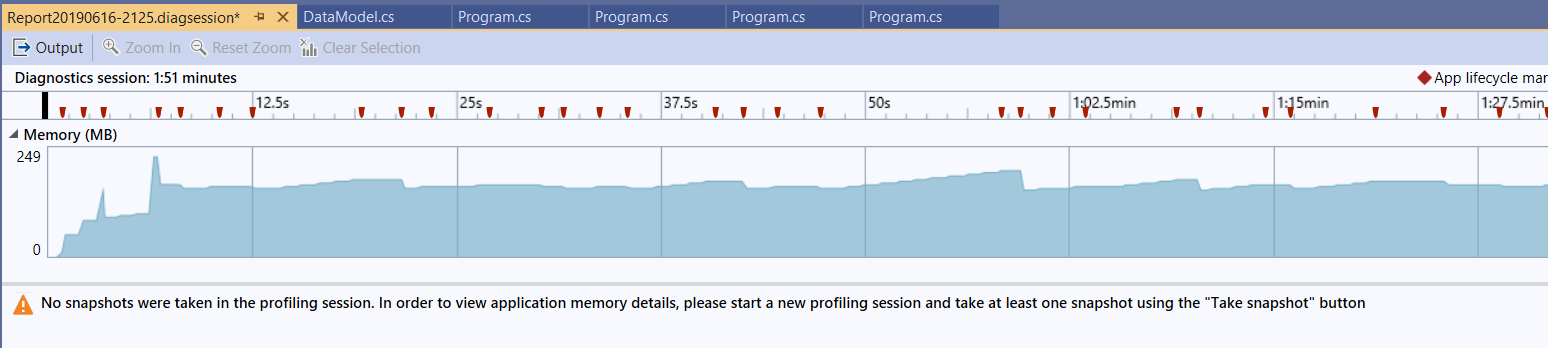 Report20190616-2125.diagsession* DataModel.cs Program.cs Program.cs Program.cs Program.cs
Output Zoom In Reset Zoom Clear Selection
Diagnostics session: 1:51 minutes App lifecycle mar
12.5s 25s 37.5s 50s 1:02.5min 1:15min 1:27.5min
Memory (MB)
249
0
No snapshots were taken in the profiling session. In order to view application memory details, please start a new profiling session and take at least one snapshot using the "Take snapshot" button